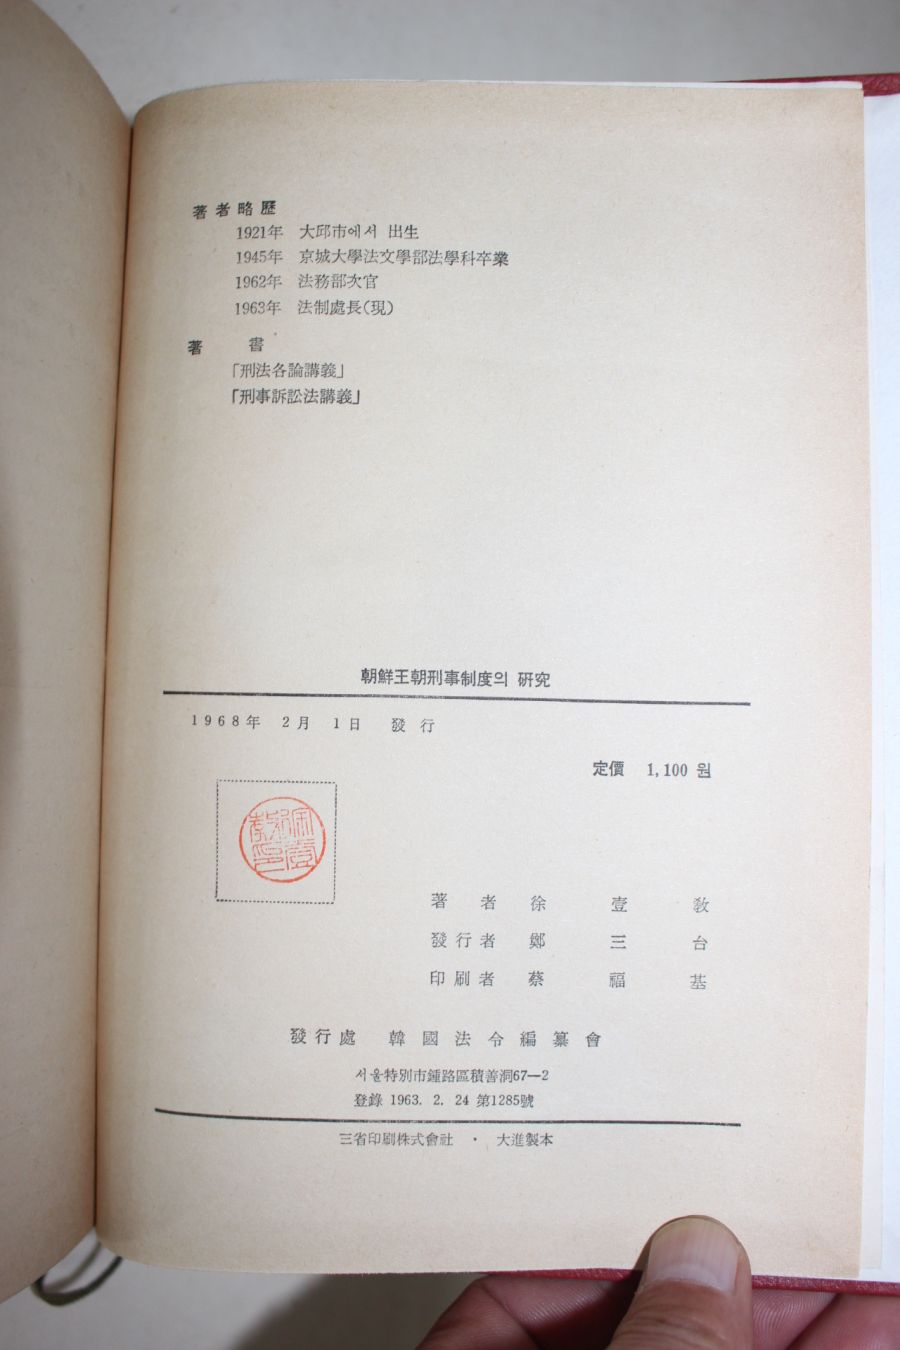 著者略歷
1921年 大邱市에서 出生
1945年 京城大學法文學部法學科卒業
1962年 法務部次官
1963年 法制處長(現)
著 書
「刑法各論講義」
「刑事訴訟法講義」
朝鮮王朝刑事制度의 硏究
1968年 2月 1日 發行
定價 1,100 원
著者 徐壹敎
發行者 鄭三台
印刷者 蔡福基
發行處 韓國法令編纂會
서울特別市鍾路區積善洞67—2
登錄 1963. 2. 24 第1285號
三省印刷株式會社 · 大進製本